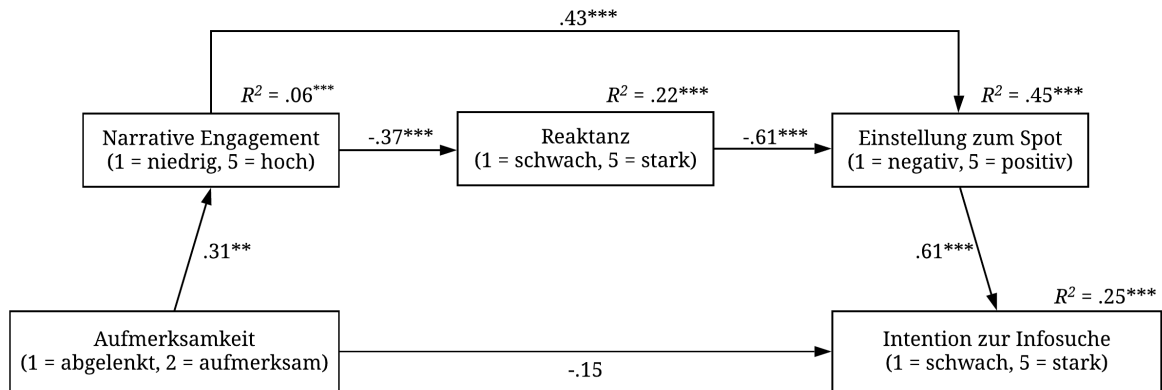 .43***
R² = .06***
R² = .22***
R² = .45***
Narrative Engagement
(1 = niedrig, 5 = hoch)
-.37***
Reaktanz
(1 = schwach, 5 = stark)
-.61***
Einstellung zum Spot
(1 = negativ, 5 = positiv)
.31**
.61***
R² = .25***
Aufmerksamkeit
(1 = abgelenkt, 2 = aufmerksam)
-.15
Intention zur Infosuche
(1 = schwach, 5 = stark)